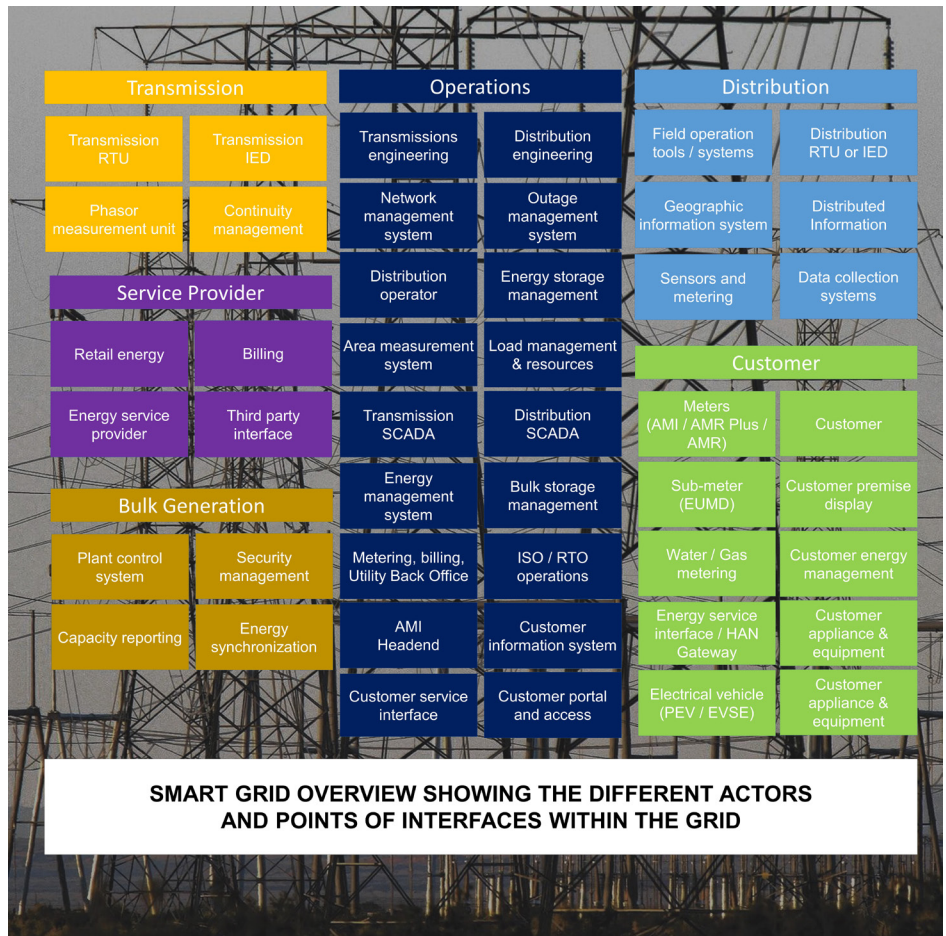 Transmission
Transmission
RTU
Transmission
IED
Phasor
measurement unit
Continuity
management
Service Provider
Retail energy
Billing
Energy service
provider
Third party
interface
Bulk Generation
Plant control
system
Security
management
Capacity reporting
Energy
synchronization
Operations
Transmissions
engineering
Distribution
engineering
Network
management
system
Outage
management
system
Distribution
operator
Energy storage
management
Area measurement
system
Load management
& resources
Transmission
SCADA
Distribution
SCADA
Energy
management
system
Bulk storage
management
Metering, billing,
Utility Back Office
ISO / RTO
operations
AMI
Headend
Customer
information system
Customer service
interface
Customer portal
and access
Distribution
Field operation
tools / systems
Distribution
RTU or IED
Geographic
information system
Distributed
Information
Sensors and
metering
Data collection
systems
Customer
Meters
(AMI / AMR Plus /
AMR)
Customer
Sub-meter
(EUMD)
Customer premise
display
Water / Gas
metering
Customer energy
management
Energy service
interface / HAN
Gateway
Customer
appliance &
equipment
Electrical vehicle
(PEV / EVSE)
Customer
appliance &
equipment
SMART GRID OVERVIEW SHOWING THE DIFFERENT ACTORS
AND POINTS OF INTERFACES WITHIN THE GRID